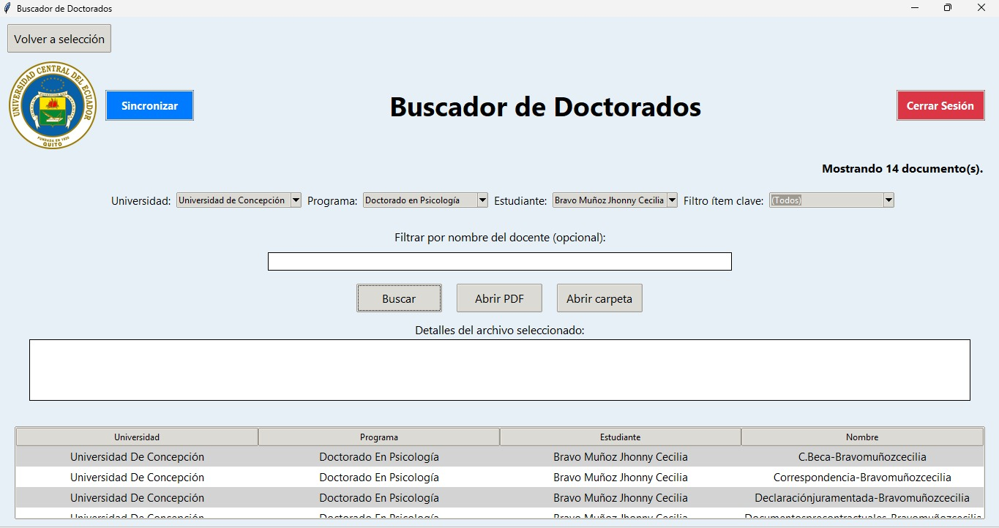 Buscador de Doctorados
Volver a selección
UNIVERSIDAD CENTRAL DEL ECUADOR
FUNDADA EN 1620
QUITO
Sincronizar
Buscador de Doctorados
Cerrar Sesión
Mostrando 14 documento(s).
Universidad: Universidad de Concepción Programa: Doctorado en Psicología Estudiante: Bravo Muñoz Jhonny Cecilia Filtro ítem clave: (Todos)
Filtrar por nombre del docente (opcional):
Buscar Abrir PDF Abrir carpeta
Detalles del archivo seleccionado:
Universidad Programa Estudiante Nombre
Universidad De Concepción Doctorado En Psicología Bravo Muñoz Jhonny Cecilia C.Beca-Bravomuñozcecilia
Universidad De Concepción Doctorado En Psicología Bravo Muñoz Jhonny Cecilia Correspondencia-Bravomuñozcecilia
Universidad De Concepción Doctorado En Psicología Bravo Muñoz Jhonny Cecilia Declaraciónjuramentada-Bravomuñozcecilia
Universidad De Concepción Doctorado En Psicología Bravo Muñoz Jhonny Cecilia Documentosprecontractuales-Bravomuñozcecilia